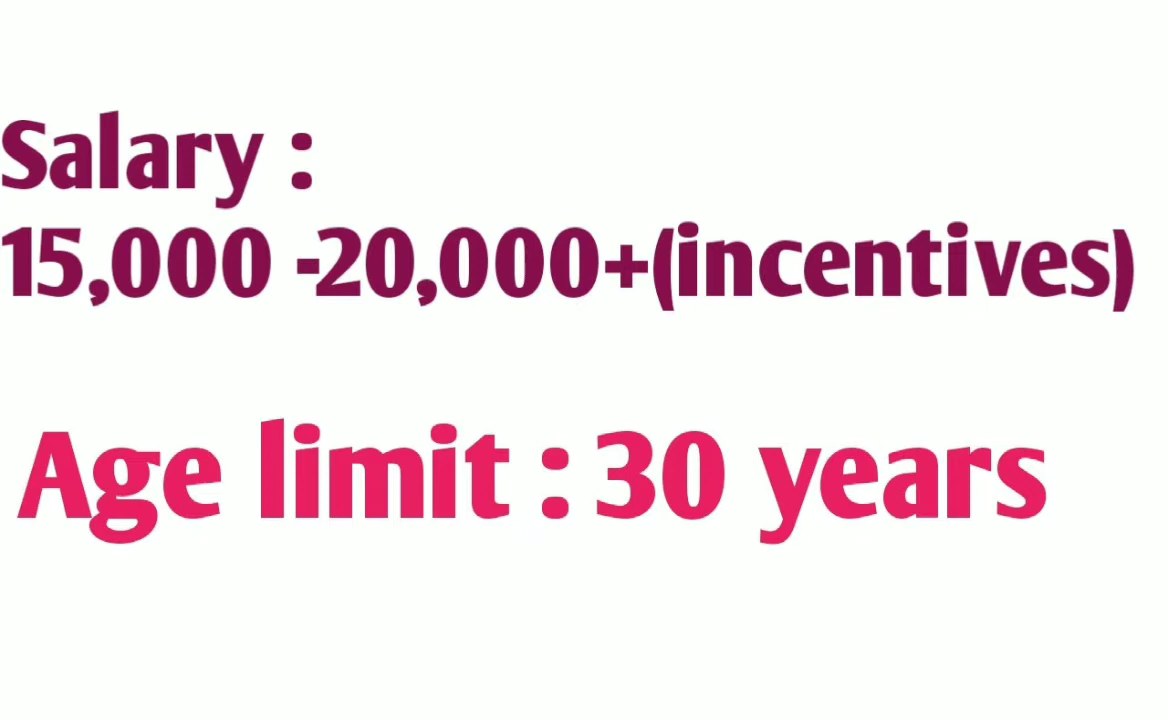 Salary :
15,000 -20,000+(incentives)
Age limit : 30 years